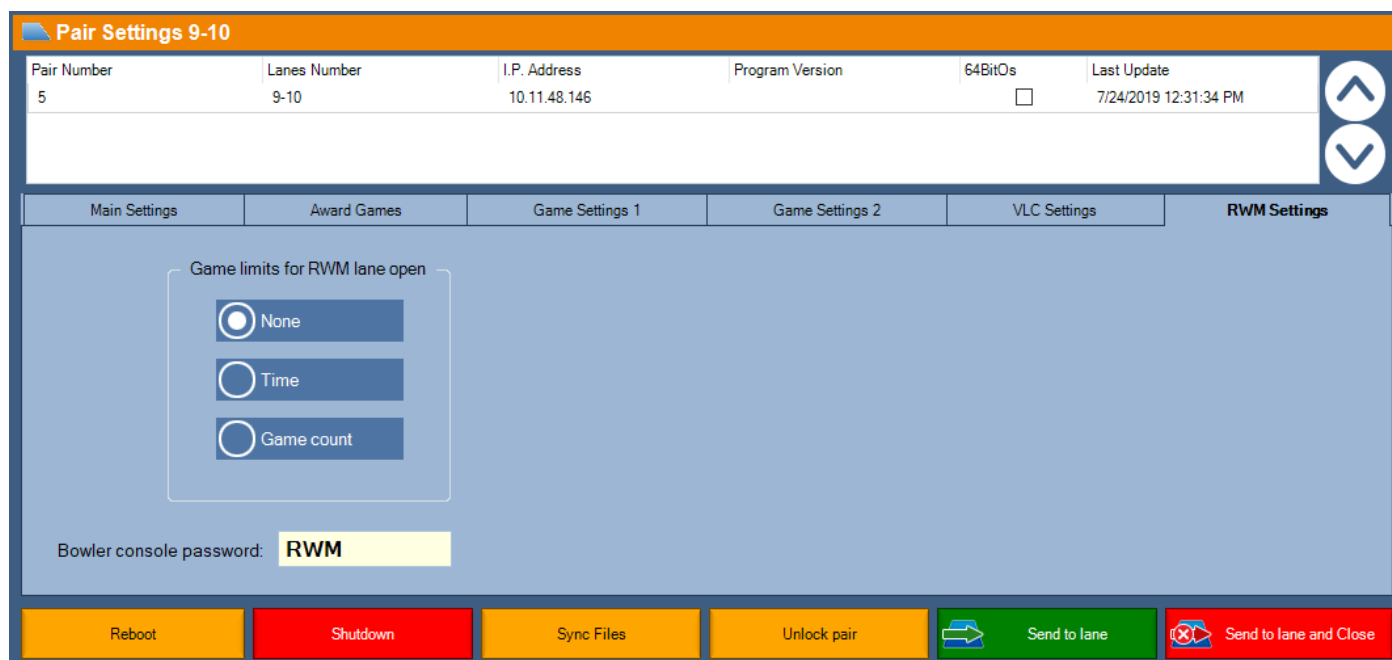 Pair Settings 9-10
Pair Number Lanes Number I.P. Address Program Version 64BitOs Last Update
5 9-10 10.11.48.146 7/24/2019 12:31:34 PM
Main Settings Award Games Game Settings 1 Game Settings 2 VLC Settings RWM Settings
Game limits for RWM lane open
None
Time
Game count
Bowler console password: RWM
Reboot Shutdown Sync Files Unlock pair Send to lane Send to lane and Close